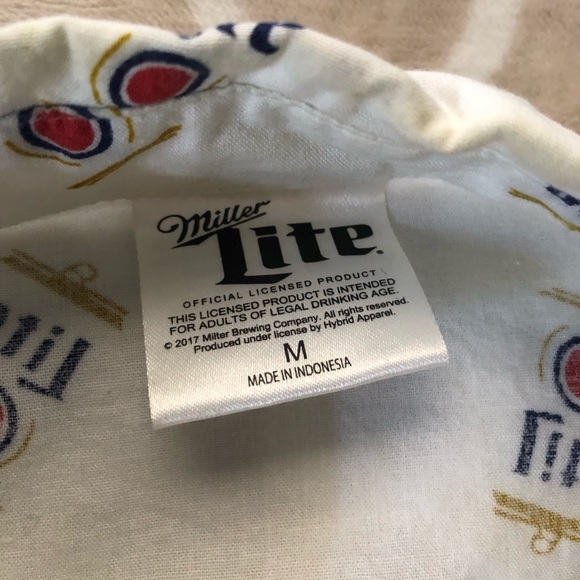 Miller
Lite
OFFICIAL LICENSED PRODUCT
THIS LICENSED PRODUCT IS INTENDED
FOR ADULTS OF LEGAL DRINKING AGE.
© 2017 Miller Brewing Company. All rights reserved.
Produced under license by Hybrid Apparel.
M
MADE IN INDONESIA